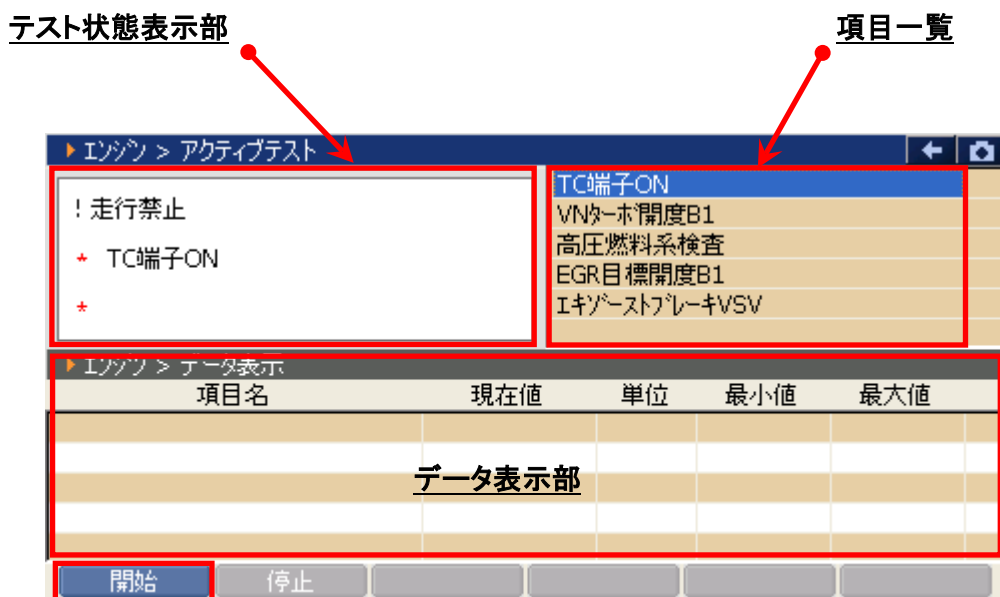 テスト状態表示部
項目一覧
エンジン > アクティブテスト
! 走行禁止
* TC端子ON
*
TC端子ON
VNターボ開度B1
高圧燃料系検査
EGR目標開度B1
エキゾーストブレーキVSV
エンジン > データ表示
項目名 現在値 単位 最小値 最大値
データ表示部
開始 停止